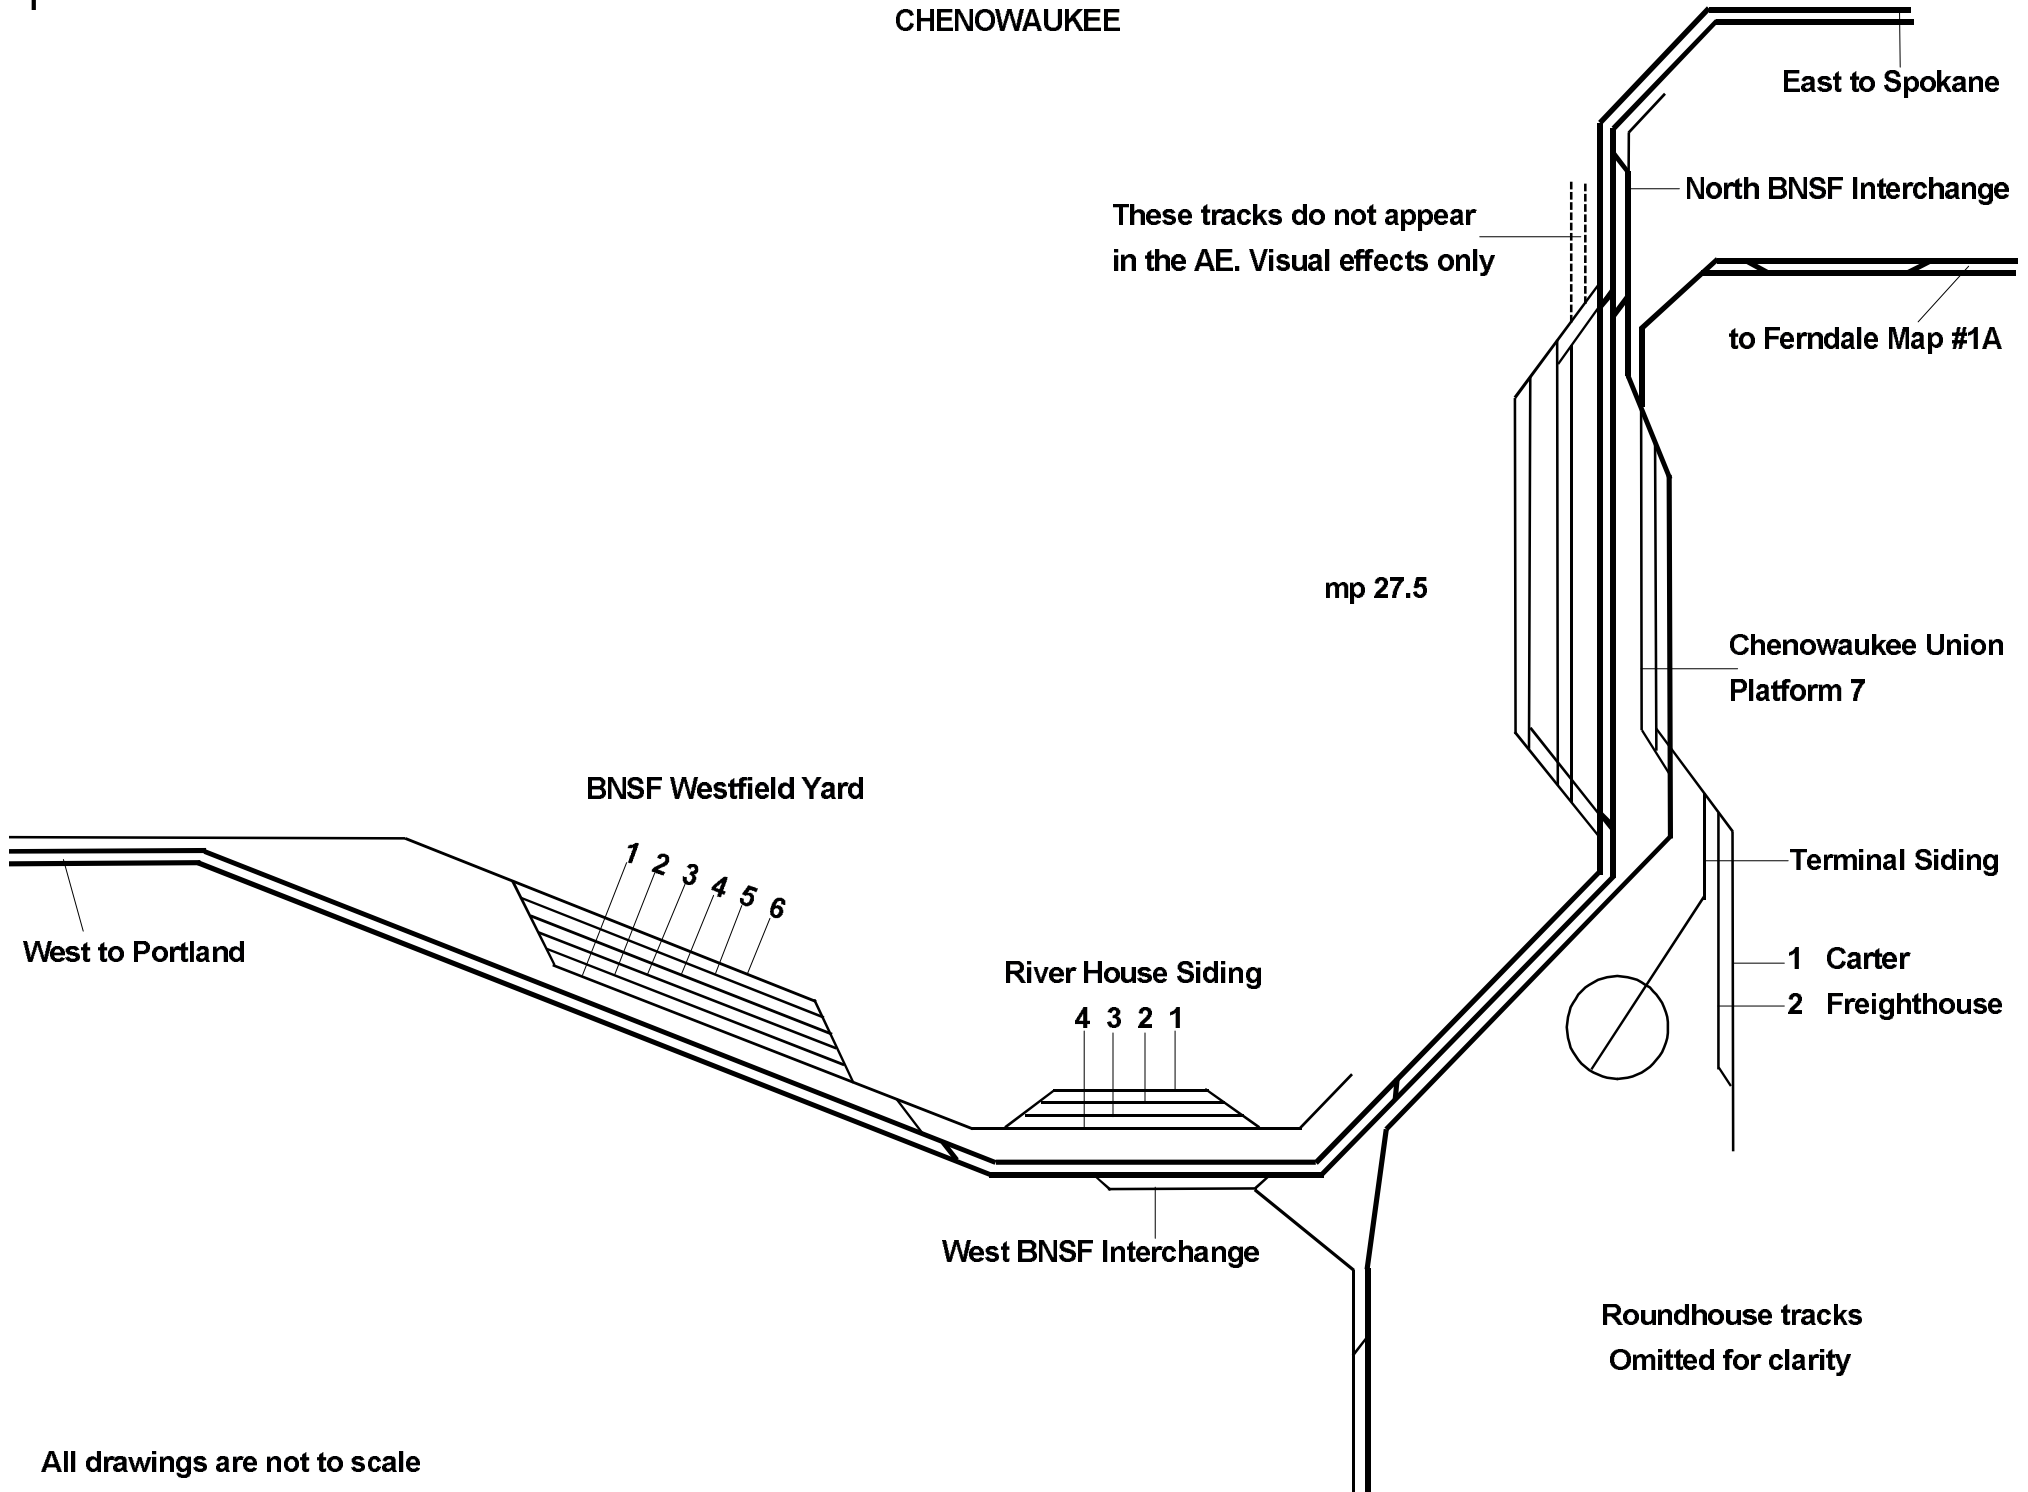 CHENOWAUKEE
East to Spokane
North BNSF Interchange
These tracks do not appear
in the AE. Visual effects only
to Ferndale Map #1A
mp 27.5
Chenowaukee Union
Platform 7
BNSF Westfield Yard
1 2 3 4 5 6
Terminal Siding
West to Portland
1 Carter
2 Freighthouse
River House Siding
4 3 2 1
West BNSF Interchange
Roundhouse tracks
Omitted for clarity
All drawings are not to scale